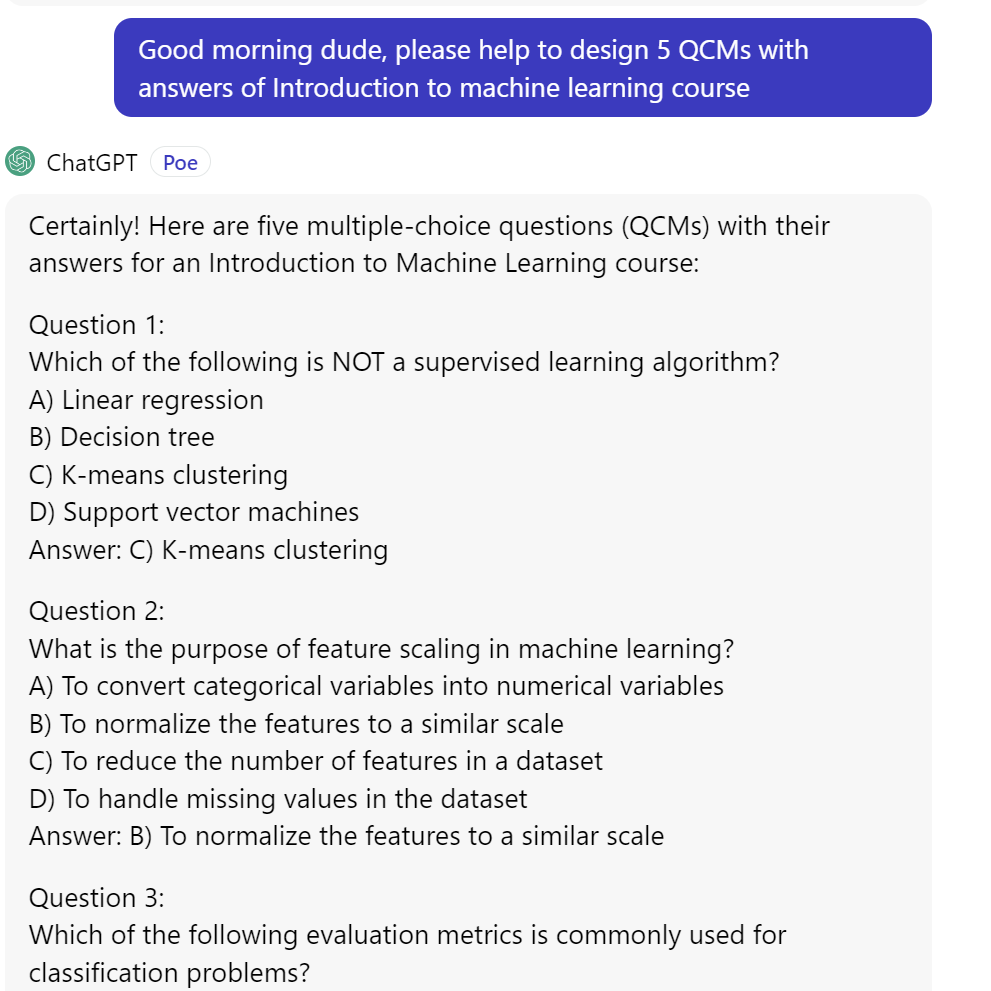 Good morning dude, please help to design 5 QCMs with
answers of Introduction to machine learning course
ChatGPT Poe
Certainly! Here are five multiple-choice questions (QCMs) with their
answers for an Introduction to Machine Learning course:
Question 1:
Which of the following is NOT a supervised learning algorithm?
A) Linear regression
B) Decision tree
C) K-means clustering
D) Support vector machines
Answer: C) K-means clustering
Question 2:
What is the purpose of feature scaling in machine learning?
A) To convert categorical variables into numerical variables
B) To normalize the features to a similar scale
C) To reduce the number of features in a dataset
D) To handle missing values in the dataset
Answer: B) To normalize the features to a similar scale
Question 3:
Which of the following evaluation metrics is commonly used for
classification problems?